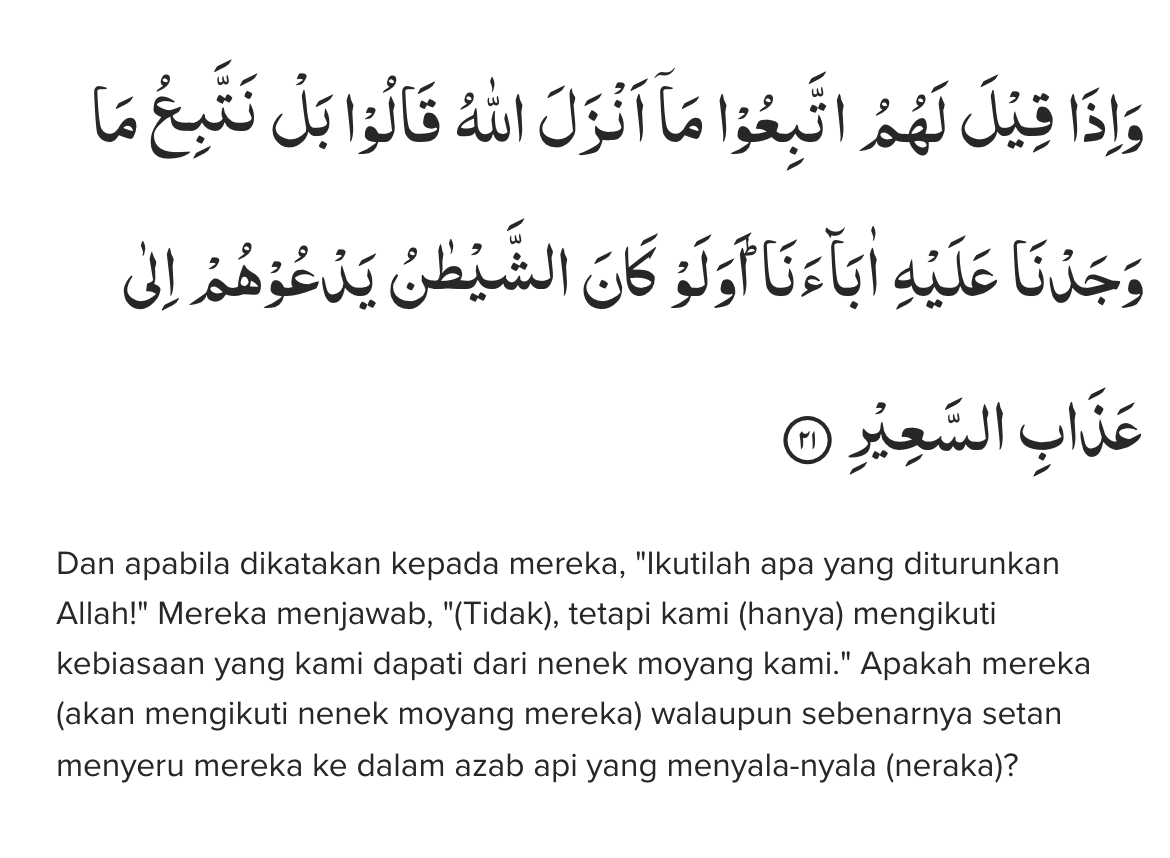 وَاِذَا قِيْلَ لَهُمُ اتَّبِعُوْا مَآ اَنْزَلَ اللّٰهُ قَالُوْا بَلْ نَتَّبِعُ مَا
وَجَدْنَا عَلَيْهِ اٰبَاۤءَنَاۗ اَوَلَوْ كَانَ الشَّيْطٰنُ يَدْعُوْهُمْ اِلٰى
عَذَابِ السَّعِيْرِ ٢١
Dan apabila dikatakan kepada mereka, "Ikutilah apa yang diturunkan
Allah!" Mereka menjawab, "(Tidak), tetapi kami (hanya) mengikuti
kebiasaan yang kami dapati dari nenek moyang kami." Apakah mereka
(akan mengikuti nenek moyang mereka) walaupun sebenarnya setan
menyeru mereka ke dalam azab api yang menyala-nyala (neraka)?